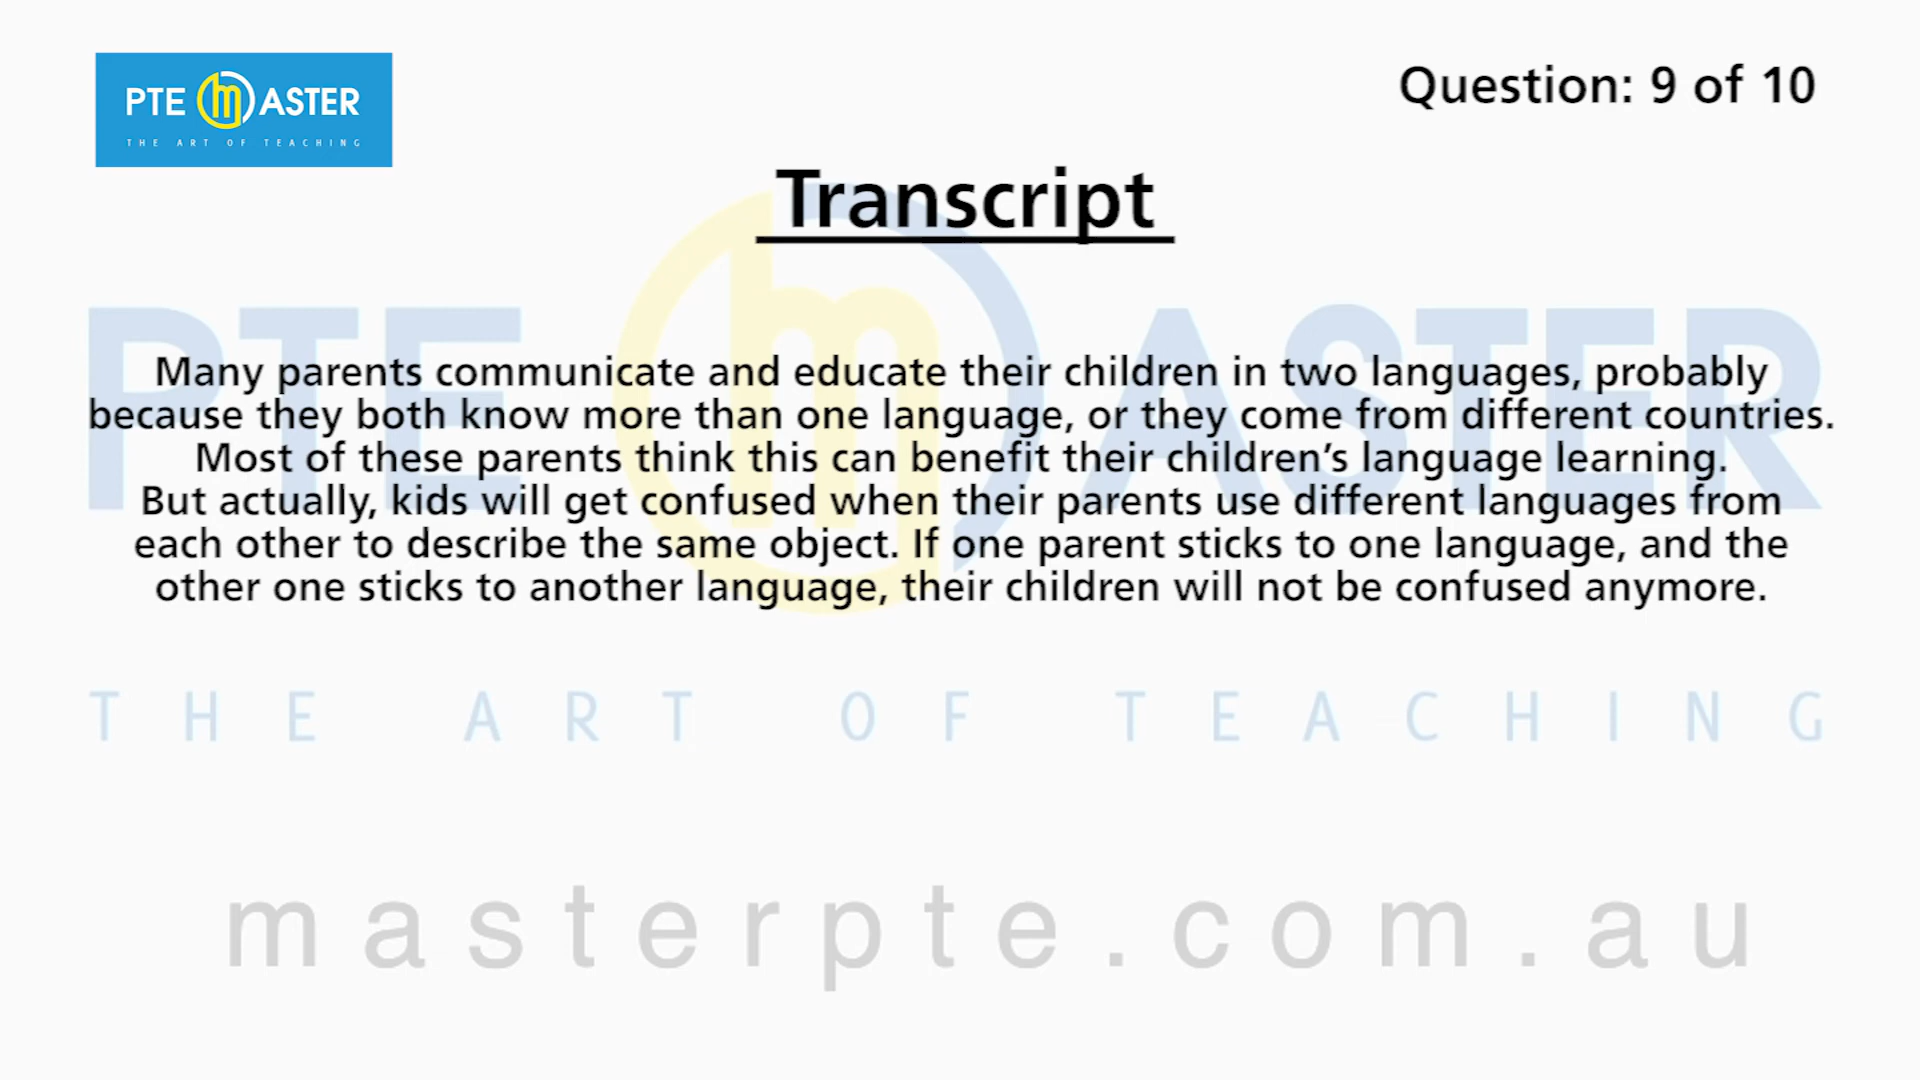 PTE MASTER
THE ART OF TEACHING
Question: 9 of 10
Transcript
Many parents communicate and educate their children in two languages, probably
because they both know more than one language, or they come from different countries.
Most of these parents think this can benefit their children’s language learning.
But actually, kids will get confused when their parents use different languages from
each other to describe the same object. If one parent sticks to one language, and the
other one sticks to another language, their children will not be confused anymore.
PTE MASTER
THE ART OF TEACHING
masterpte.com.au